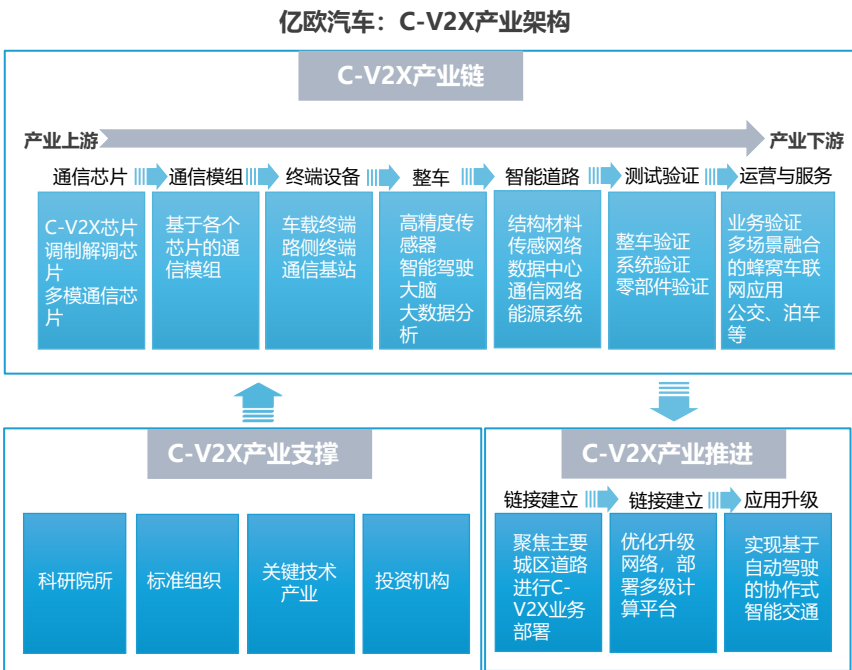 亿欧汽车：C-V2X产业架构
C-V2X产业链
产业上游
产业下游
通信芯片
通信模组
终端设备
整车
智能道路
测试验证
运营与服务
C-V2X芯片
调制解调芯
片
多模通信芯
片
基于各个
芯片的通
信模组
车载终端
路侧终端
通信基站
高精度传
感器
智能驾驶
大脑
大数据分
析
结构材料
传感网络
数据中心
通信网络
能源系统
整车验证
系统验证
零部件验证
业务验证
多场景融合
的蜂窝车联
网应用
公交、泊车
等
C-V2X产业支撑
科研院所
标准组织
关键技术
产业
投资机构
C-V2X产业推进
链接建立
链接建立
应用升级
聚焦主要
城区道路
进行C-
V2X业务
部署
优化升级
网络，部
署多级计
算平台
实现基于
自动驾驶
的协作式
智能交通